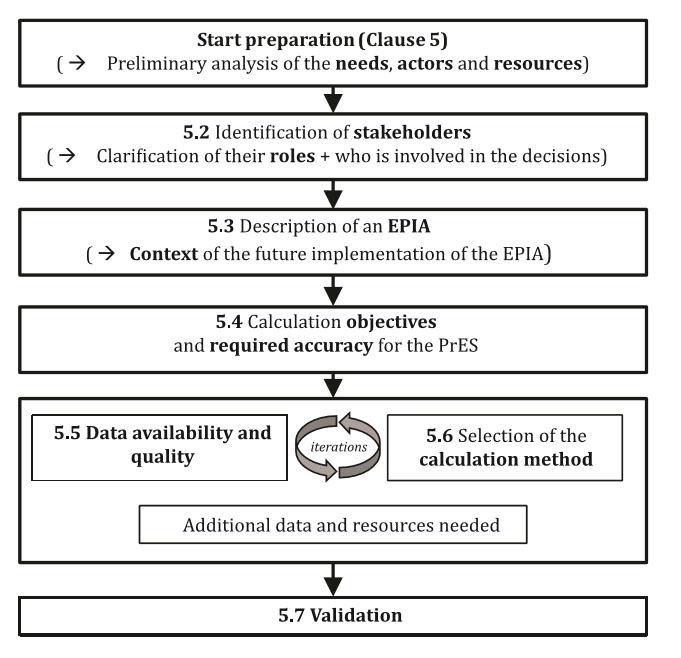 Start preparation (Clause 5)
( → Preliminary analysis of the needs, actors and resources)
5.2 Identification of stakeholders
( → Clarification of their roles + who is involved in the decisions)
5.3 Description of an EPIA
( → Context of the future implementation of the EPIA)
5.4 Calculation objectives
and required accuracy for the PrES
5.5 Data availability and
quality
iterations
5.6 Selection of the
calculation method
Additional data and resources needed
5.7 Validation